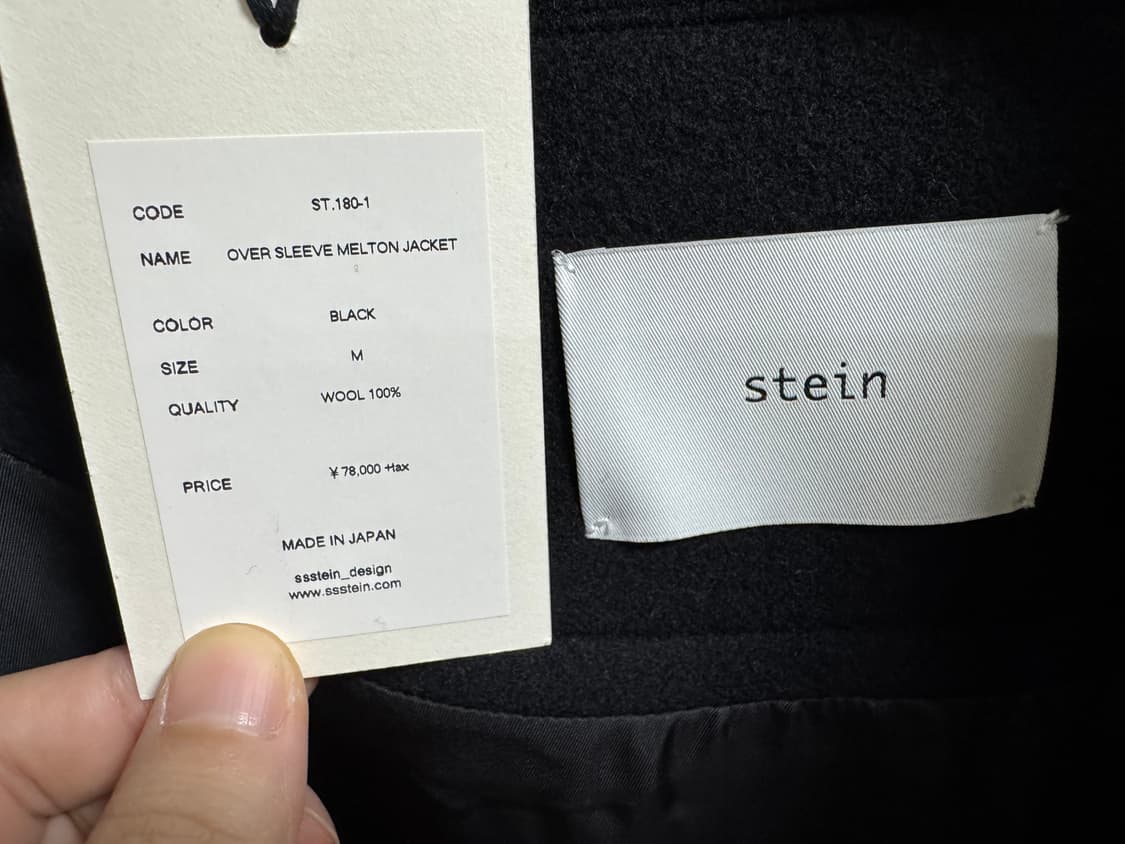 CODE ST.180-1
NAME OVER SLEEVE MELTON JACKET
COLOR BLACK
SIZE M
QUALITY WOOL 100%
PRICE ¥78,000 +tax
MADE IN JAPAN
ssstein_design
www.ssstein.com
stein